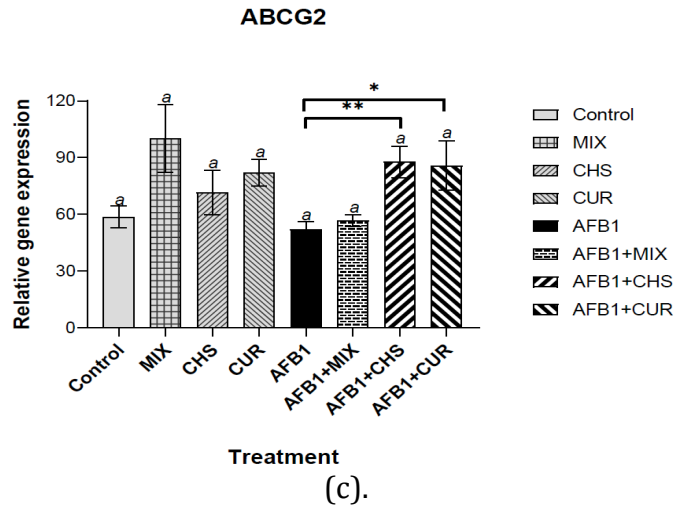 ABCG2
Relative gene expression
120
90
60
30
0
a
a
a
a
a
a
a
a
*
**
Control
MIX
CHS
CUR
AFB1
AFB1+MIX
AFB1+CHS
AFB1+CUR
Treatment
Control
MIX
CHS
CUR
AFB1
AFB1+MIX
AFB1+CHS
AFB1+CUR
(c).